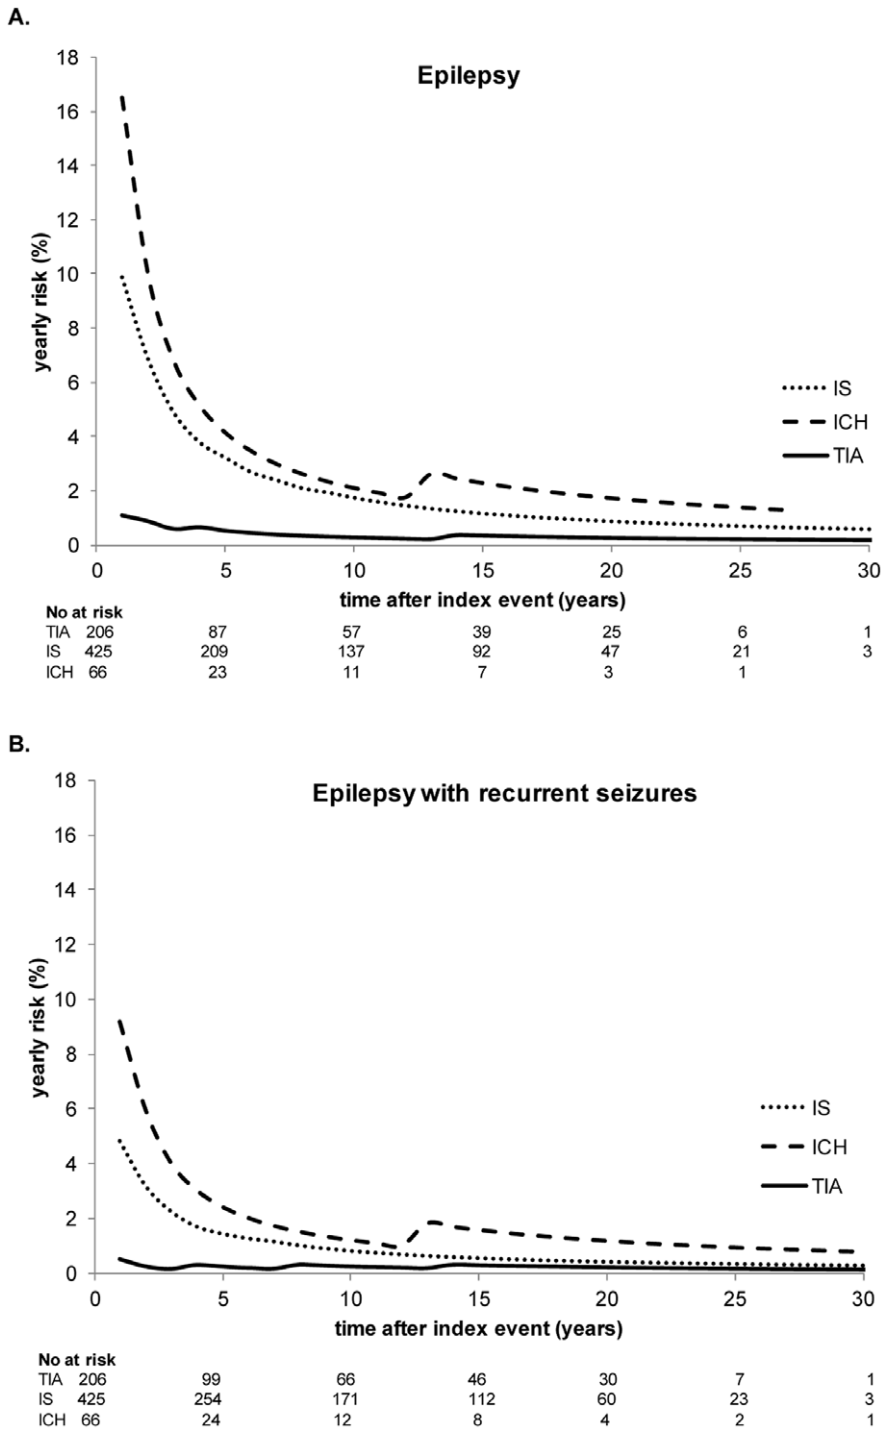 A.
Epilepsy
18
16
14
12
10
8
6
4
2
0
yearly risk (%)
IS
ICH
TIA
0 5 10 15 20 25 30
time after index event (years)
No at risk
TIA 206 87 57 39 25 6 1
IS 425 209 137 92 47 21 3
ICH 66 23 11 7 3 1
B.
Epilepsy with recurrent seizures
18
16
14
12
10
8
6
4
2
0
yearly risk (%)
IS
ICH
TIA
0 5 10 15 20 25 30
time after index event (years)
No at risk
TIA 206 99 66 46 30 7 1
IS 425 254 171 112 60 23 3
ICH 66 24 12 8 4 2 1